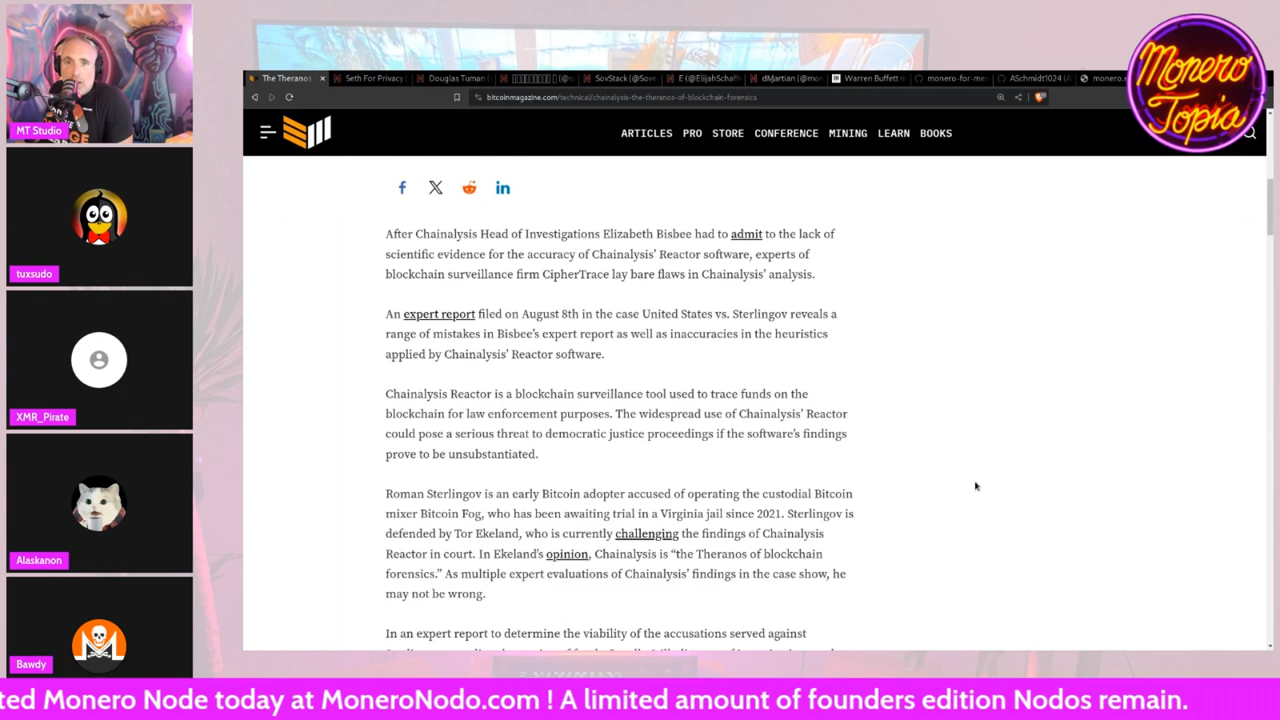 MT Studio
tuxsudo
XMR_Pirate
Alaskanon
Bawdy
Monero
Topia
The Theranos
Seth For Privacy
Douglas Tuman (
SovStack (@Sove
E (@ElijahSchaff
dMartian (@mon
Warren Buffett m
monero-for-mer
ASchmidt1024 (A
monero.
bitcoinmagazine.com/technical/chainalysis-the-theranos-of-blockchain-forensics
ARTICLES PRO STORE CONFERENCE MINING LEARN BOOKS
After Chainalysis Head of Investigations Elizabeth Bisbee had to admit to the lack of
scientific evidence for the accuracy of Chainalysis’ Reactor software, experts of
blockchain surveillance firm CipherTrace lay bare flaws in Chainalysis’ analysis.
An expert report filed on August 8th in the case United States vs. Sterlingov reveals a
range of mistakes in Bisbee’s expert report as well as inaccuracies in the heuristics
applied by Chainalysis’ Reactor software.
Chainalysis Reactor is a blockchain surveillance tool used to trace funds on the
blockchain for law enforcement purposes. The widespread use of Chainalysis’ Reactor
could pose a serious threat to democratic justice proceedings if the software’s findings
prove to be unsubstantiated.
Roman Sterlingov is an early Bitcoin adopter accused of operating the custodial Bitcoin
mixer Bitcoin Fog, who has been awaiting trial in a Virginia jail since 2021. Sterlingov is
defended by Tor Ekeland, who is currently challenging the findings of Chainalysis
Reactor in court. In Ekeland’s opinion, Chainalysis is “the Theranos of blockchain
forensics.” As multiple expert evaluations of Chainalysis’ findings in the case show, he
may not be wrong.
In an expert report to determine the viability of the accusations served against
ted Monero Node today at MoneroNodo.com ! A limited amount of founders edition Nodos remain.